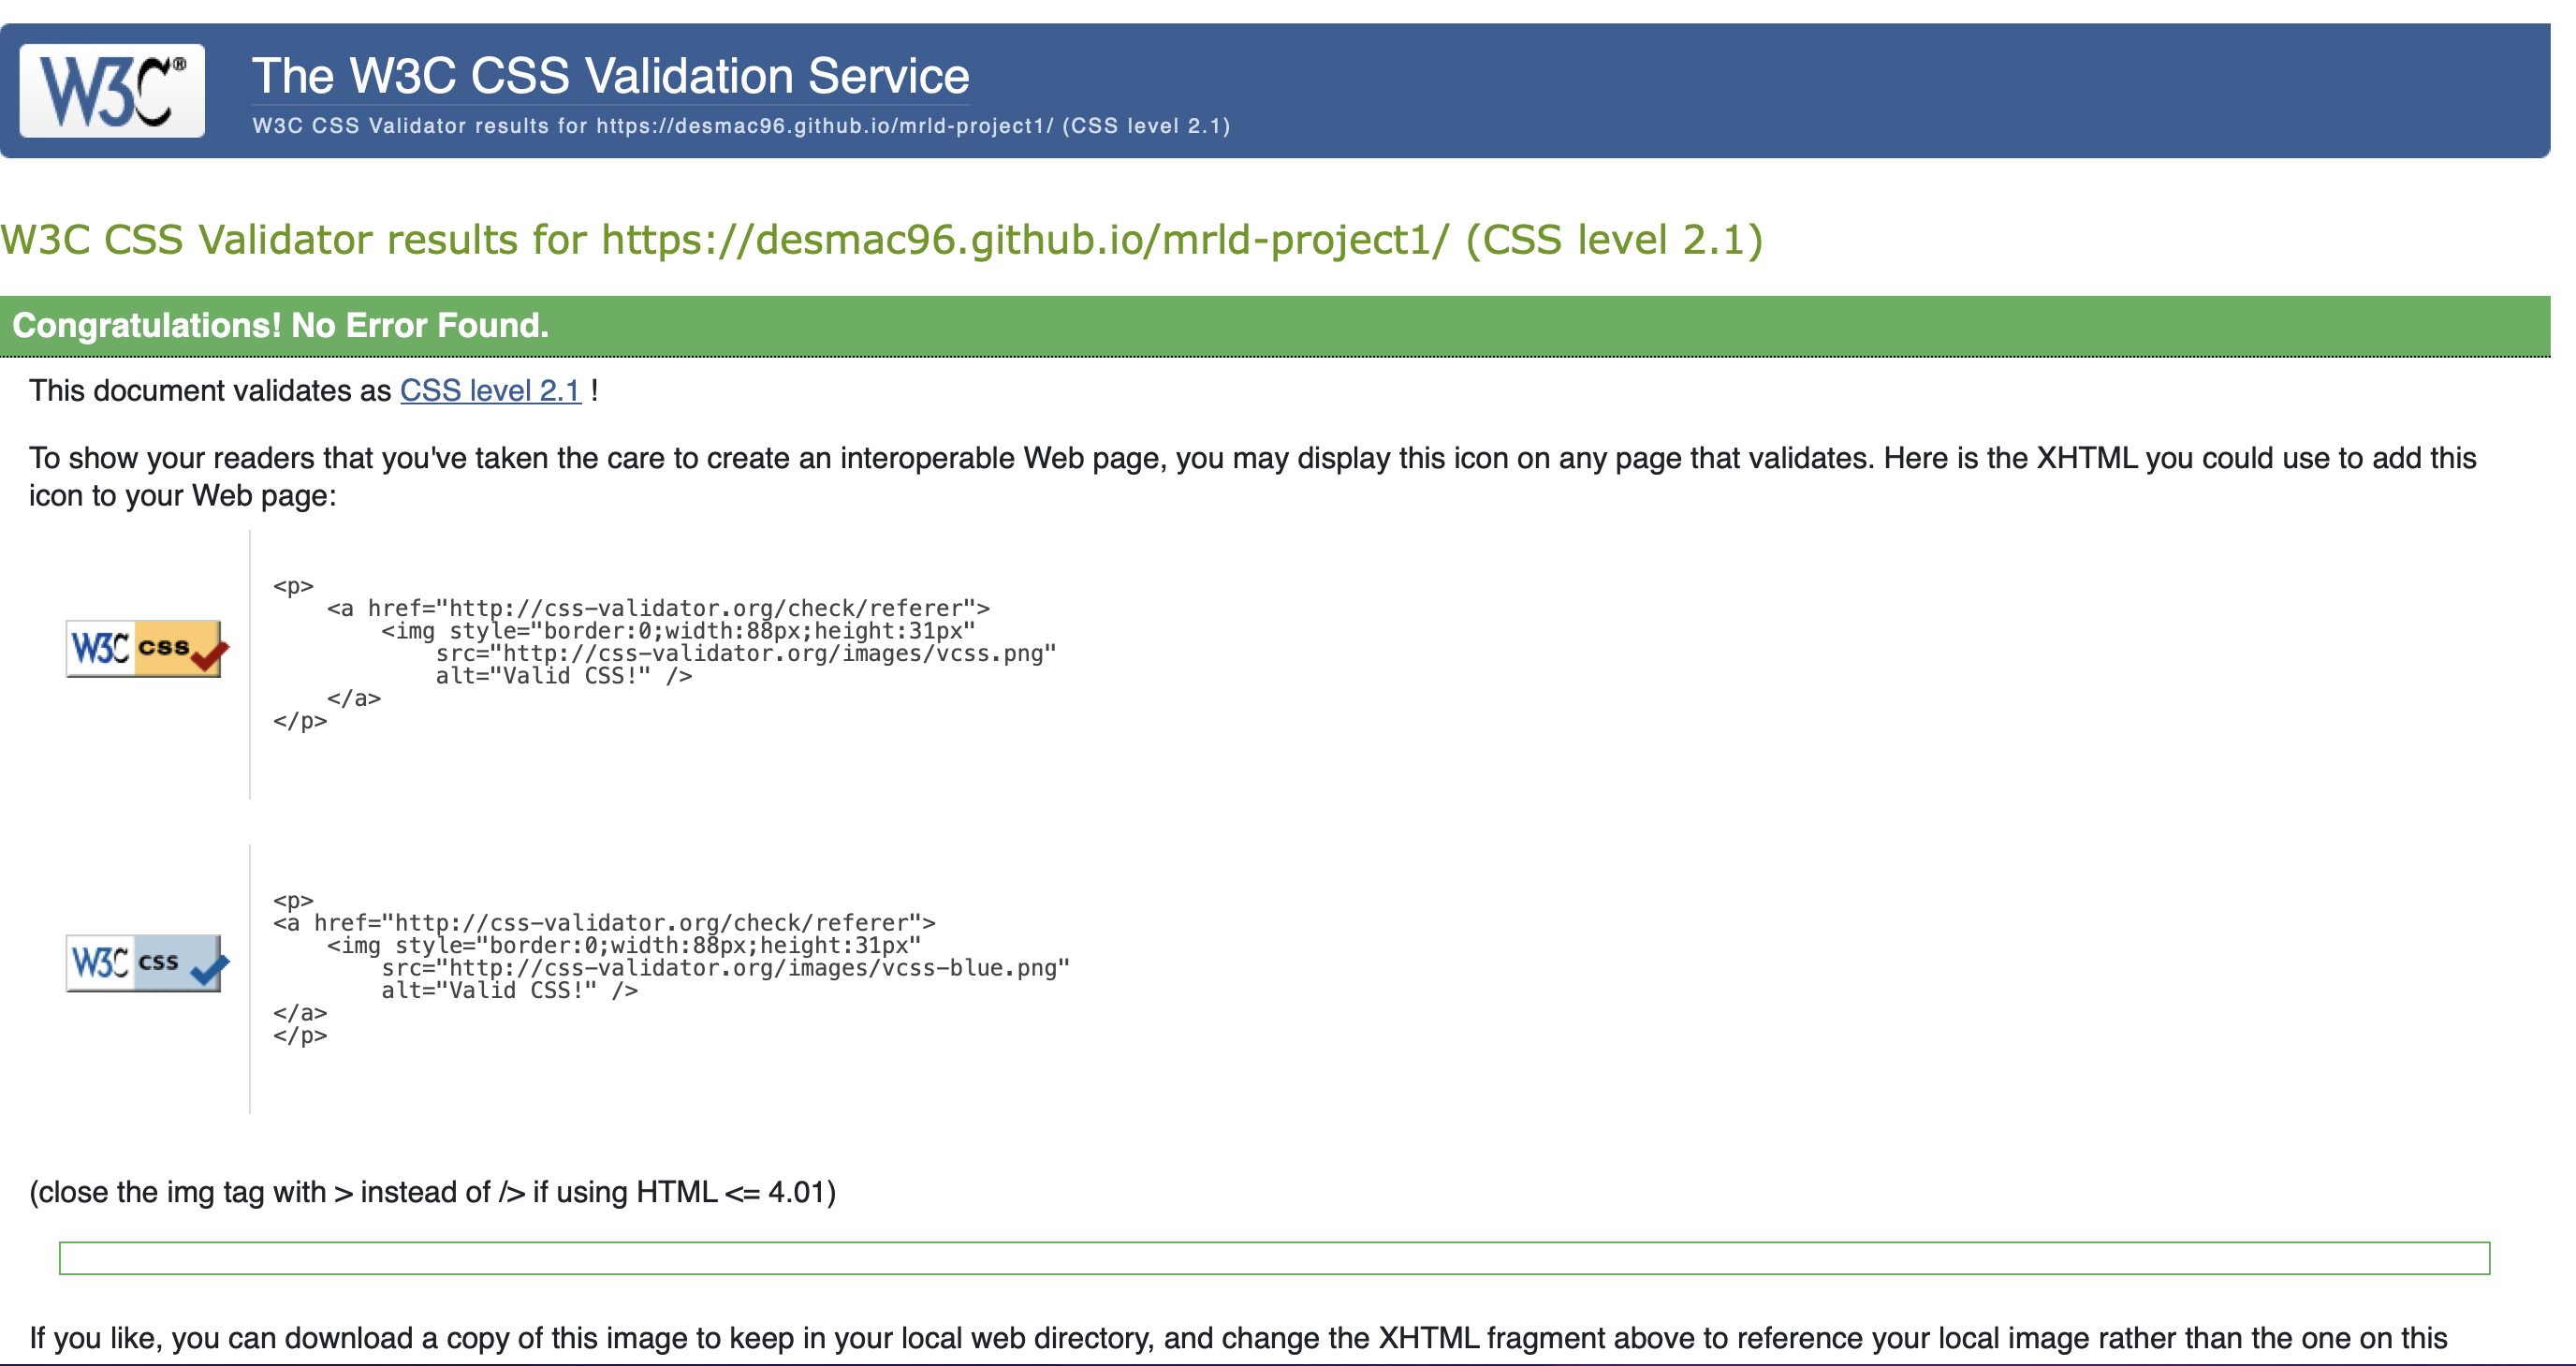 W3C®
The W3C CSS Validation Service
W3C CSS Validator results for https://desmac96.github.io/mrld-project1/ (CSS level 2.1)
W3C CSS Validator results for https://desmac96.github.io/mrld-project1/ (CSS level 2.1)
Congratulations! No Error Found.
This document validates as CSS level 2.1 !
To show your readers that you've taken the care to create an interoperable Web page, you may display this icon on any page that validates. Here is the XHTML you could use to add this
icon to your Web page:
W3C css
<p>
    <a href="http://css-validator.org/check/referer">
        <img style="border:0;width:88px;height:31px"
            src="http://css-validator.org/images/vcss.png"
            alt="Valid CSS!" />
    </a>
</p>
W3C css
<p>
<a href="http://css-validator.org/check/referer">
    <img style="border:0;width:88px;height:31px"
        src="http://css-validator.org/images/vcss-blue.png"
        alt="Valid CSS!" />
</a>
</p>
(close the img tag with > instead of /> if using HTML <= 4.01)
If you like, you can download a copy of this image to keep in your local web directory, and change the XHTML fragment above to reference your local image rather than the one on this